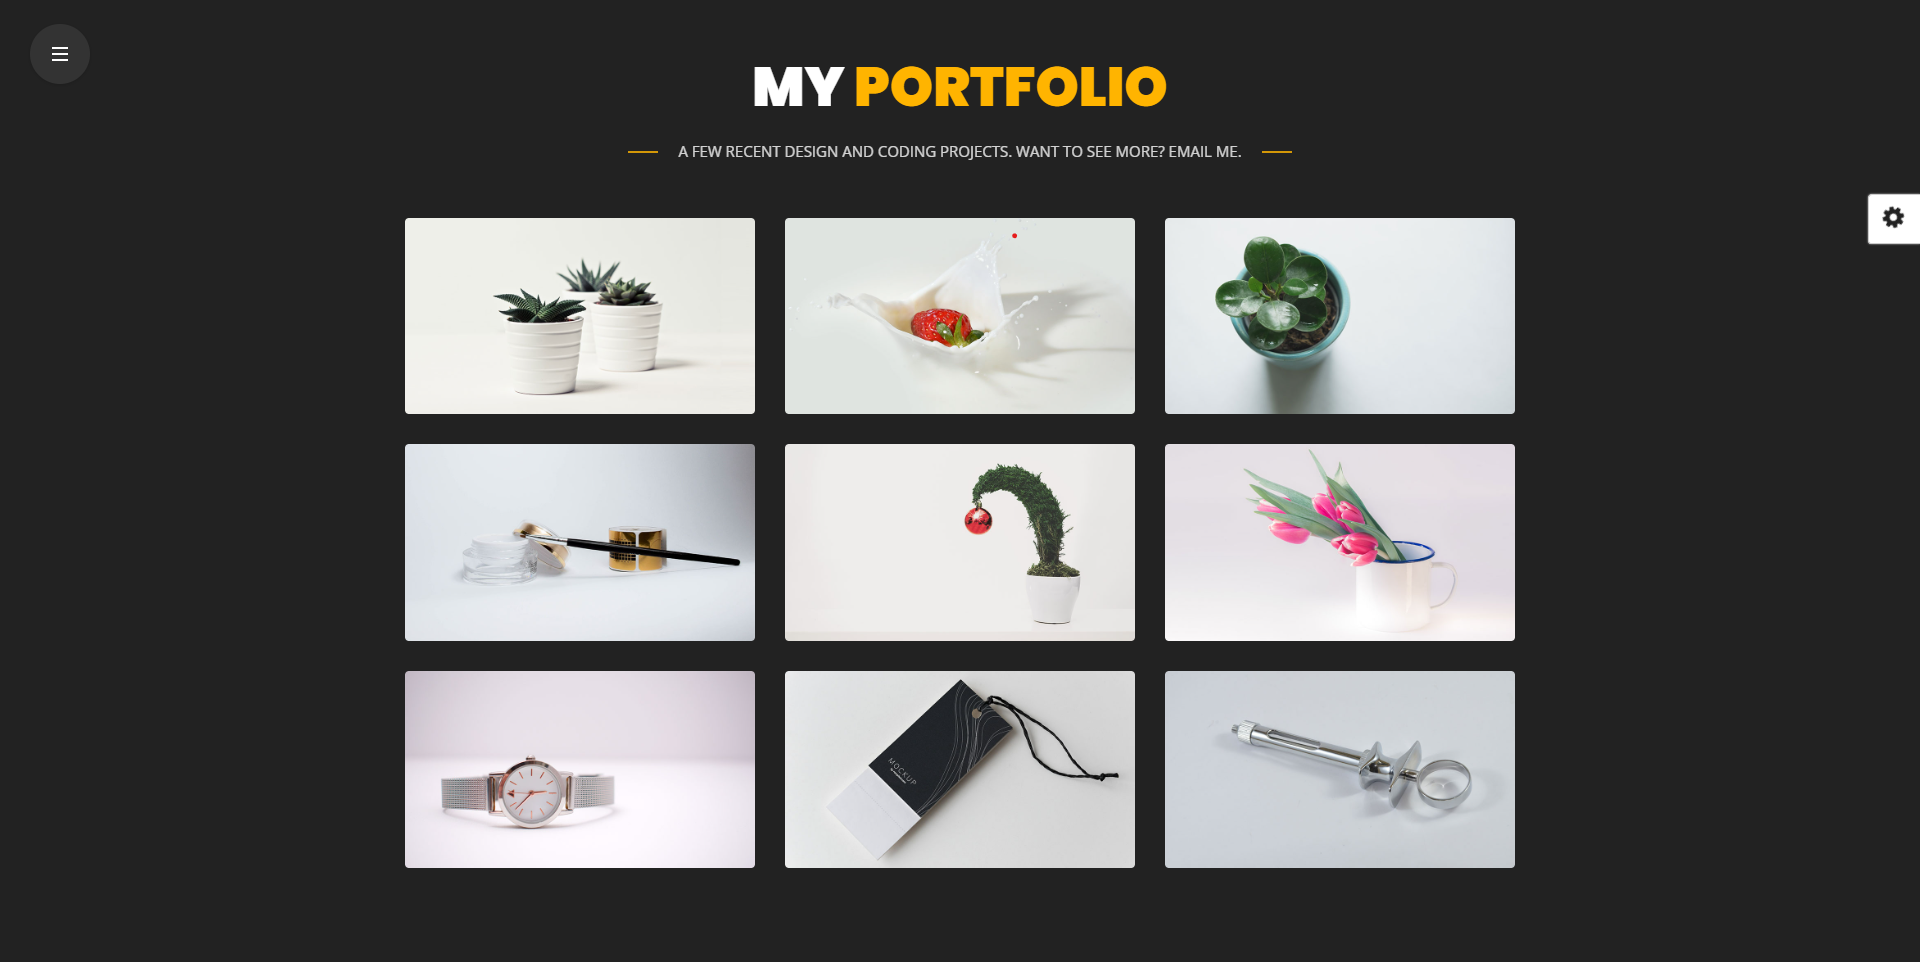 MY PORTFOLIO
A FEW RECENT DESIGN AND CODING PROJECTS. WANT TO SEE MORE? EMAIL ME.
MOCKUP